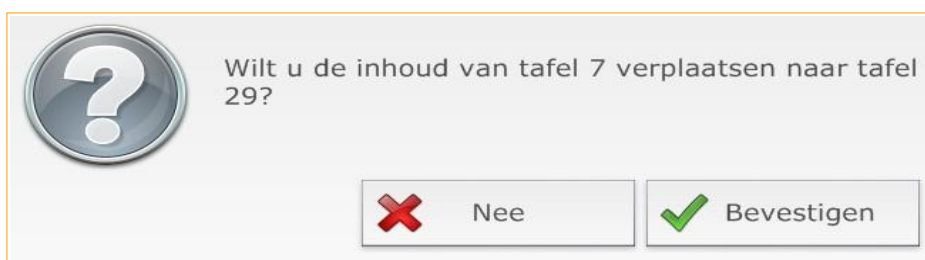 Wilt u de inhoud van tafel 7 verplaatsen naar tafel
29?
Nee
Bevestigen